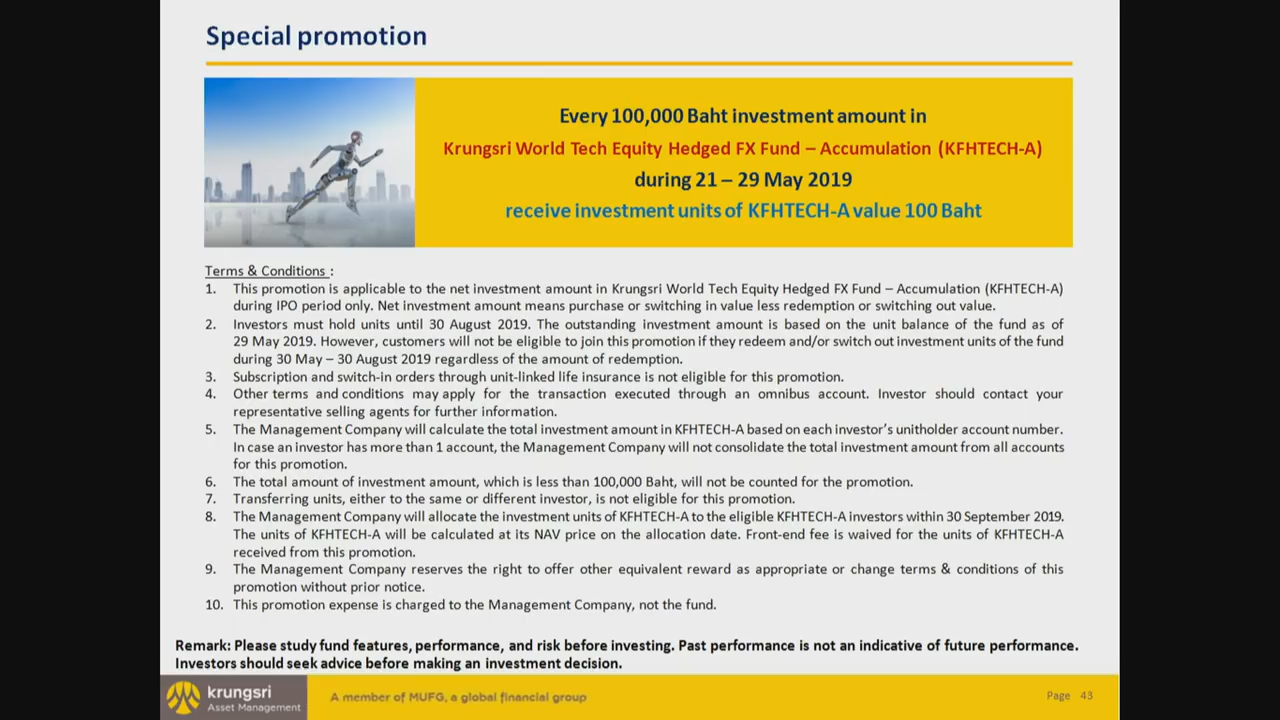 Special promotion
Every 100,000 Baht investment amount in
Krungsri World Tech Equity Hedged FX Fund – Accumulation (KFHTECH-A)
during 21 – 29 May 2019
receive investment units of KFHTECH-A value 100 Baht
Terms & Conditions :
1. This promotion is applicable to the net investment amount in Krungsri World Tech Equity Hedged FX Fund – Accumulation (KFHTECH-A)
during IPO period only. Net investment amount means purchase or switching in value less redemption or switching out value.
2. Investors must hold units until 30 August 2019. The outstanding investment amount is based on the unit balance of the fund as of
29 May 2019. However, customers will not be eligible to join this promotion if they redeem and/or switch out investment units of the fund
during 30 May – 30 August 2019 regardless of the amount of redemption.
3. Subscription and switch-in orders through unit-linked life insurance is not eligible for this promotion.
4. Other terms and conditions may apply for the transaction executed through an omnibus account. Investor should contact your
representative selling agents for further information.
5. The Management Company will calculate the total investment amount in KFHTECH-A based on each investor's unitholder account number.
In case an investor has more than 1 account, the Management Company will not consolidate the total investment amount from all accounts
for this promotion.
6. The total amount of investment amount, which is less than 100,000 Baht, will not be counted for the promotion.
7. Transferring units, either to the same or different investor, is not eligible for this promotion.
8. The Management Company will allocate the investment units of KFHTECH-A to the eligible KFHTECH-A investors within 30 September 2019.
The units of KFHTECH-A will be calculated at its NAV price on the allocation date. Front-end fee is waived for the units of KFHTECH-A
received from this promotion.
9. The Management Company reserves the right to offer other equivalent reward as appropriate or change terms & conditions of this
promotion without prior notice.
10. This promotion expense is charged to the Management Company, not the fund.
Remark: Please study fund features, performance, and risk before investing. Past performance is not an indicative of future performance.
Investors should seek advice before making an investment decision.
krungsri
Asset Management
A member of MUFG, a global financial group
Page 43